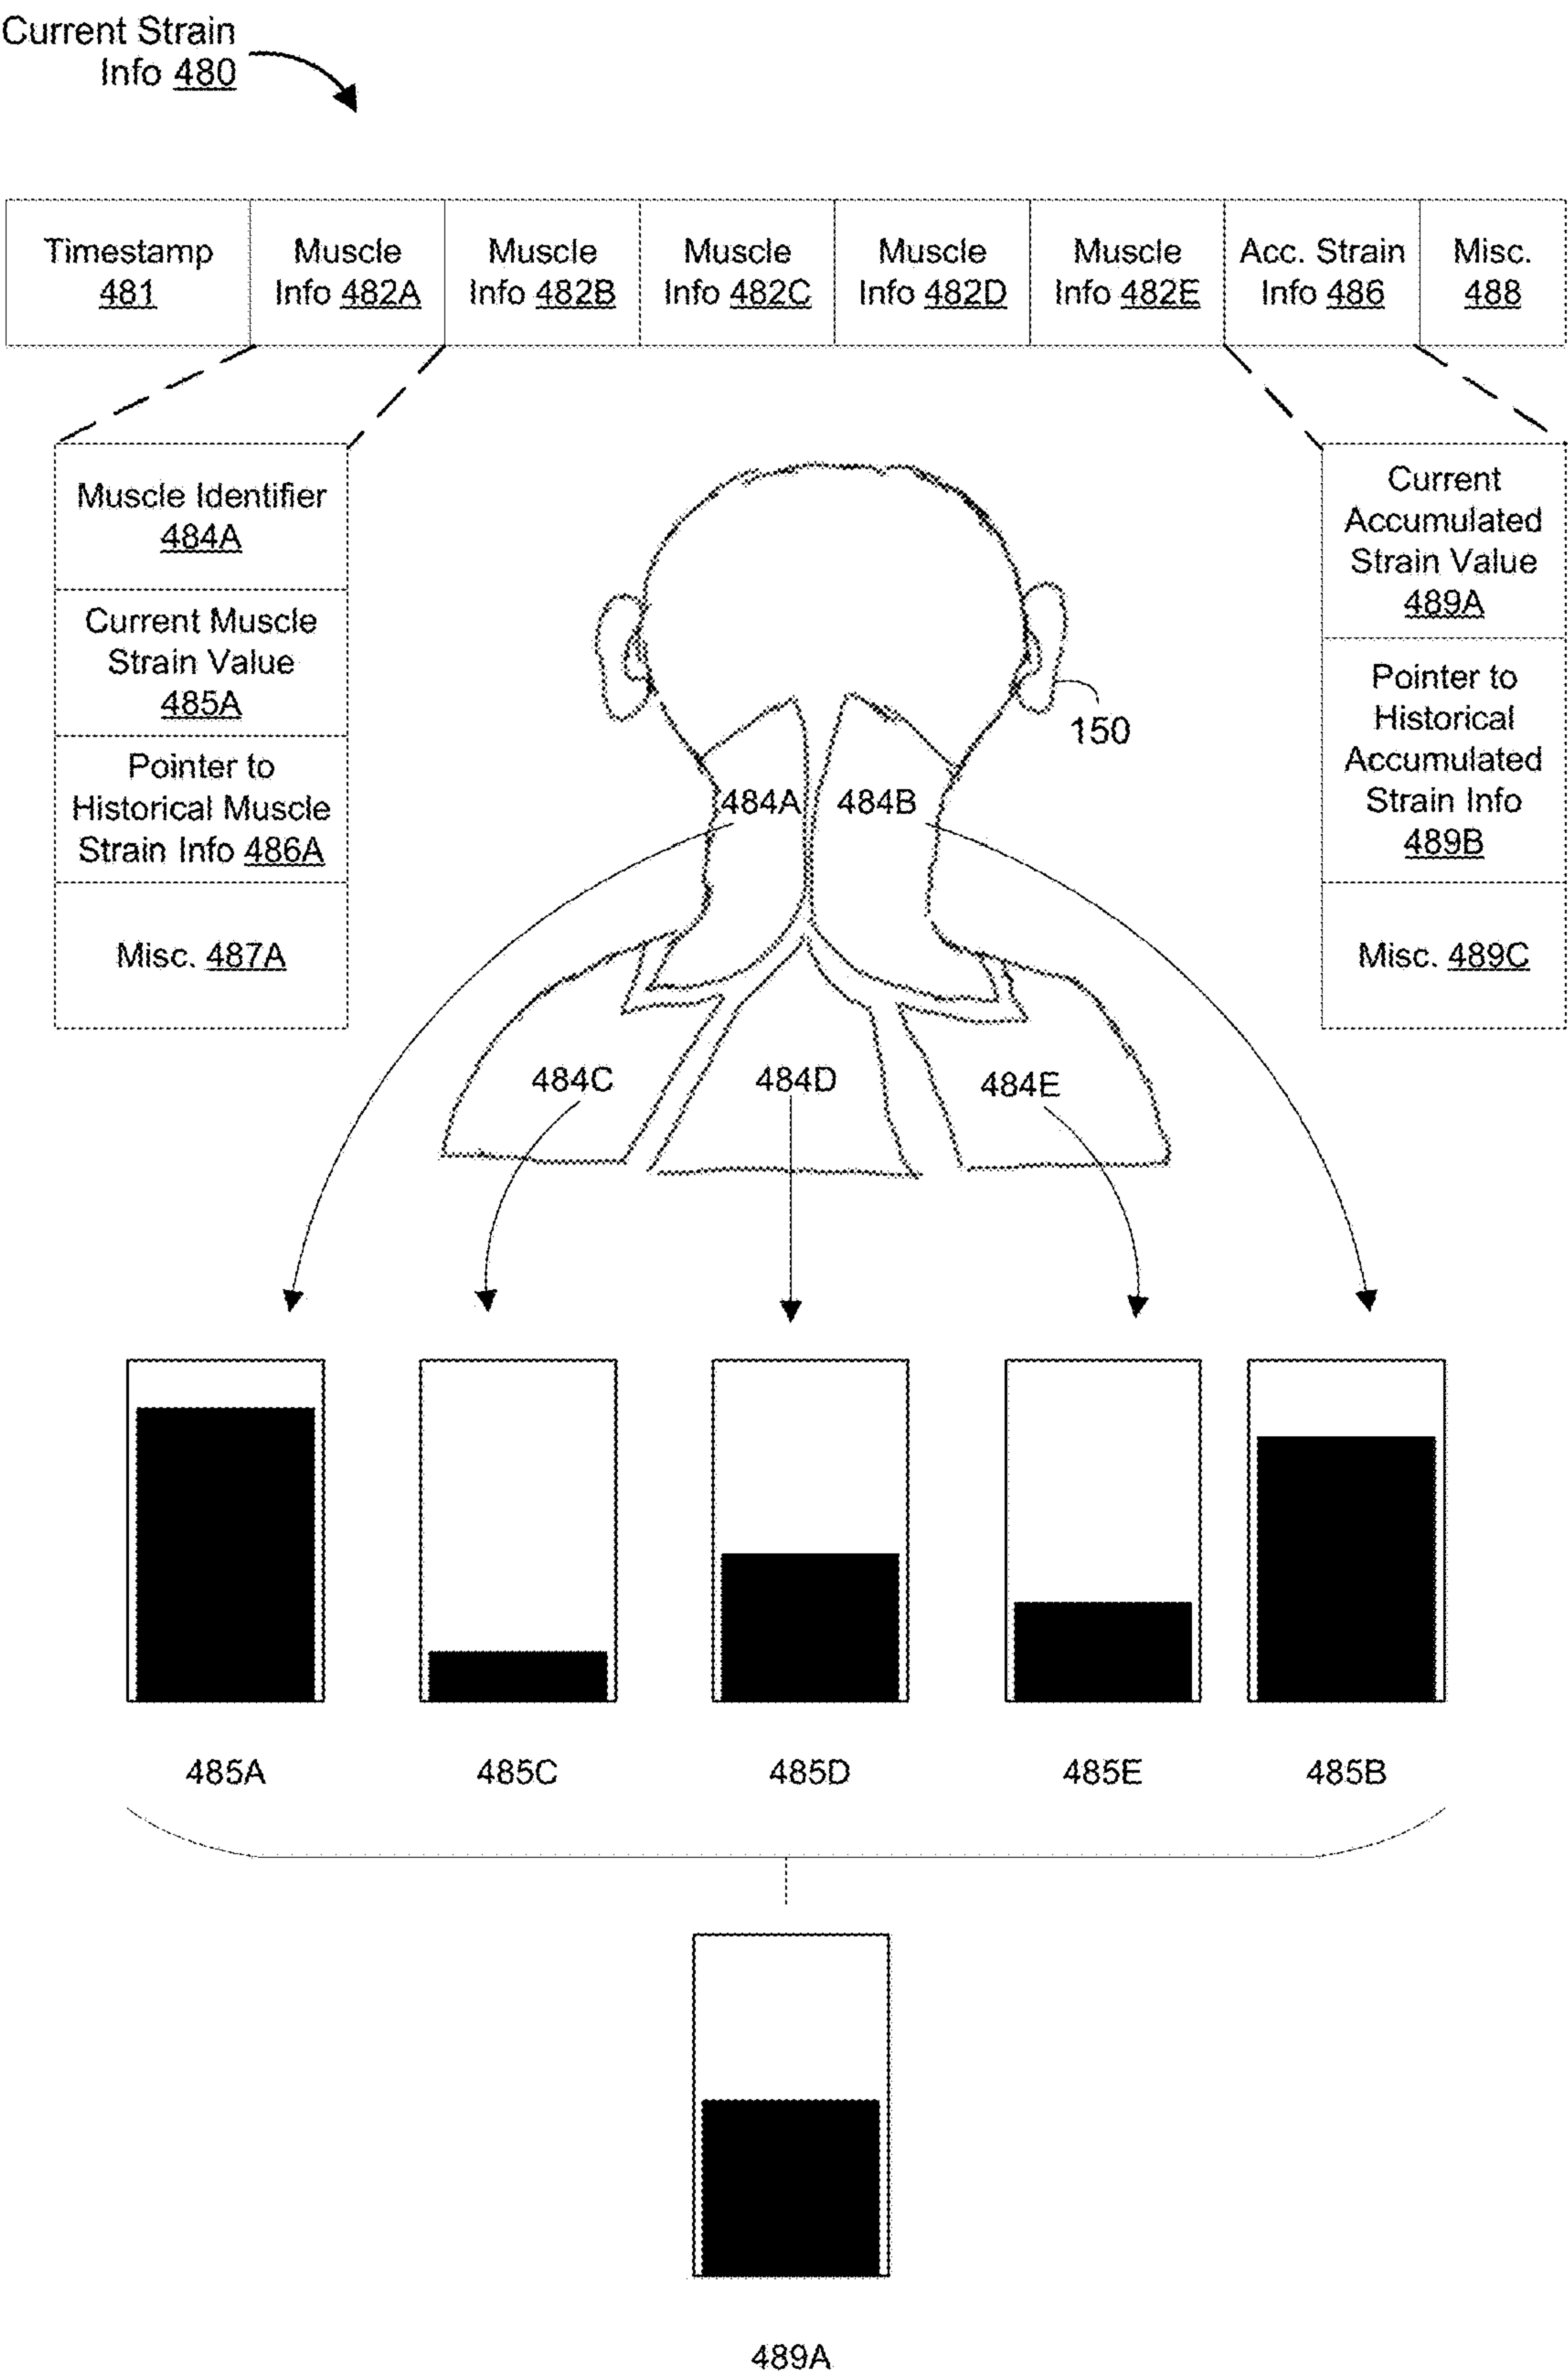 Current Strain
Info 480
Timestamp
481
Muscle
Info 482A
Muscle
Info 482B
Muscle
Info 482C
Muscle
Info 482D
Muscle
Info 482E
Acc. Strain
Info 486
Misc.
488
Muscle Identifier
484A
Current Muscle
Strain Value
485A
Pointer to
Historical Muscle
Strain Info 486A
Misc. 487A
Current
Accumulated
Strain Value
489A
Pointer to
Historical
Accumulated
Strain Info
489B
Misc. 489C
150
484A
484B
484C
484D
484E
485A
485C
485D
485E
485B
489A